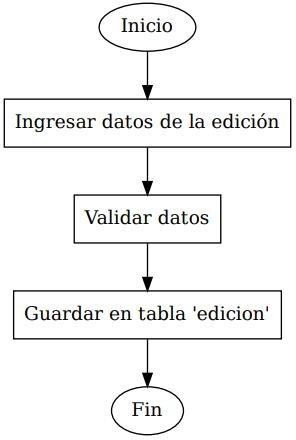 Inicio
Ingresar datos de la edición
Validar datos
Guardar en tabla 'edicion'
Fin